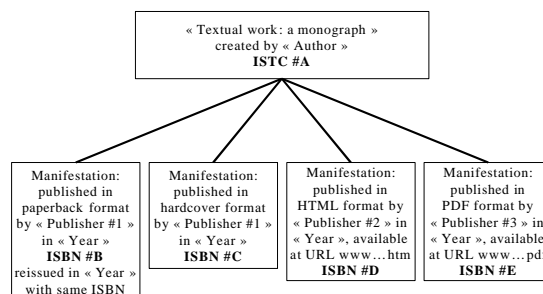 « Textual work: a monograph »
created by « Author »
ISTC #A
Manifestation:
published in
paperback format
by « Publisher #1 »
in « Year »
ISBN #B
reissued in « Year »
with same ISBN
Manifestation:
published in
hardcover format
by « Publisher #1 »
in « Year »
ISBN #C
Manifestation:
published in
HTML format by
« Publisher #2 » in
« Year », available
at URL www...htm
ISBN #D
Manifestation:
published in
PDF format by
« Publisher #3 » in
« Year », available
at URL www...pdf
ISBN #E